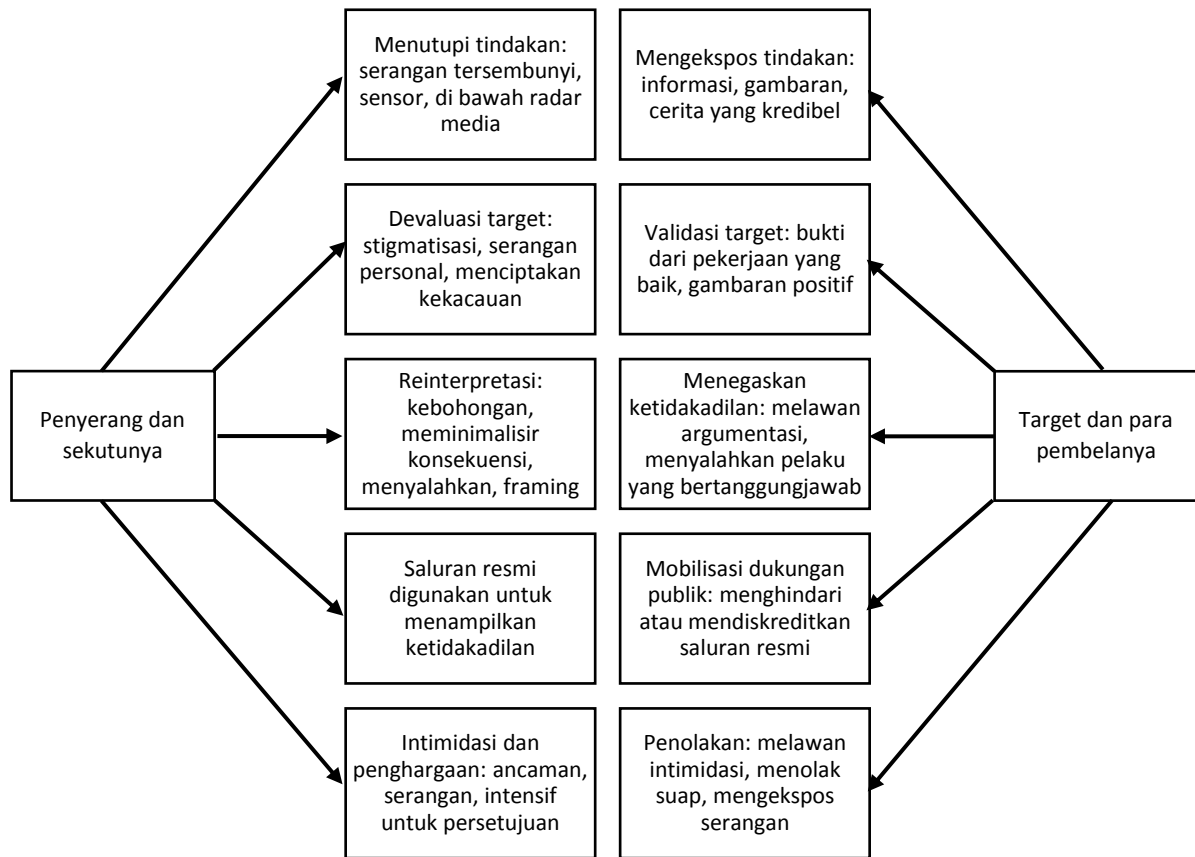 Menutupi tindakan:
serangan tersembunyi,
sensor, di bawah radar
media
Mengekspos tindakan:
informasi, gambaran,
cerita yang kredibel
Devaluasi target:
stigmatisasi, serangan
personal, menciptakan
kekacauan
Validasi target: bukti
dari pekerjaan yang
baik, gambaran positif
Penyerang dan
sekutunya
Reinterpretasi:
kebohongan,
meminimalisir
konsekuensi,
menyalahkan, framing
Menegaskan
ketidakadilan: melawan
argumentasi,
menyalahkan pelaku
yang bertanggungjawab
Target dan para
pembelanya
Saluran resmi
digunakan untuk
menampilkan
ketidakadilan
Mobilisasi dukungan
publik: menghindari
atau mendiskreditkan
saluran resmi
Intimidasi dan
penghargaan: ancaman,
serangan, intensif
untuk persetujuan
Penolakan: melawan
intimidasi, menolak
suap, mengekspos
serangan